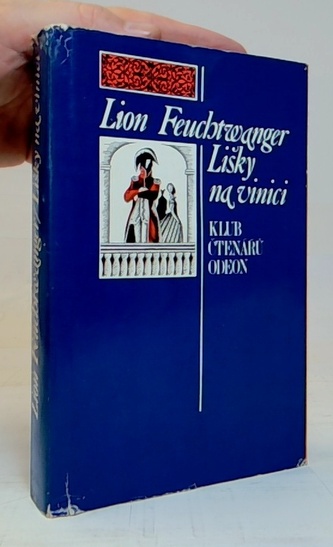 Lion Feuchtwanger
Lišky
na vinici
KLUB
ČTENÁŘŮ
ODEON
Lion Feuchtwanger / Lišky na vinici